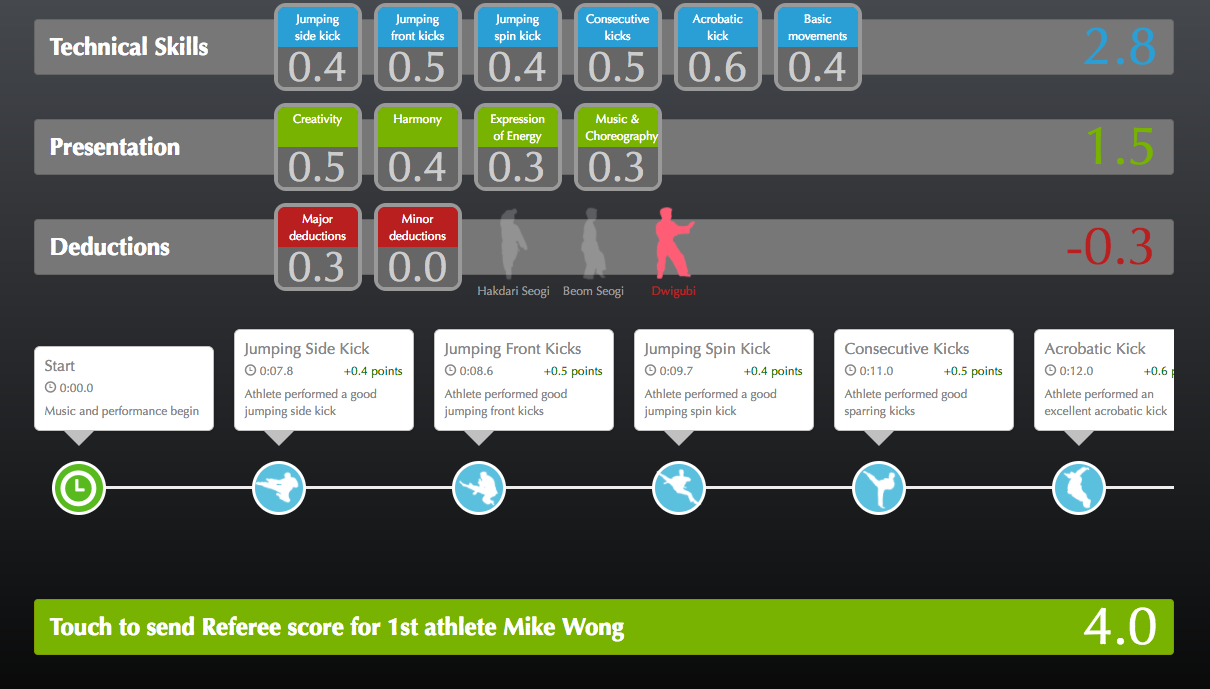 Technical Skills
Jumping
side kick
0.4
Jumping
front kicks
0.5
Jumping
spin kick
0.4
Consecutive
kicks
0.5
Acrobatic
kick
0.6
Basic
movements
0.4
2.8
Presentation
Creativity
0.5
Harmony
0.4
Expression
of Energy
0.3
Music &
Choreography
0.3
1.5
Deductions
Major
deductions
0.3
Minor
deductions
0.0
Hakdari Seogi
Beom Seogi
Dwigubi
-0.3
Start
0:00.0
Music and performance begin
Jumping Side Kick
0:07.8 +0.4 points
Athlete performed a good
jumping side kick
Jumping Front Kicks
0:08.6 +0.5 points
Athlete performed good
jumping front kicks
Jumping Spin Kick
0:09.7 +0.4 points
Athlete performed a good
jumping spin kick
Consecutive Kicks
0:11.0 +0.5 points
Athlete performed good
sparring kicks
Acrobatic Kick
0:12.0 +0.6 p
Athlete performed an
excellent acrobatic kick
Touch to send Referee score for 1st athlete Mike Wong
4.0